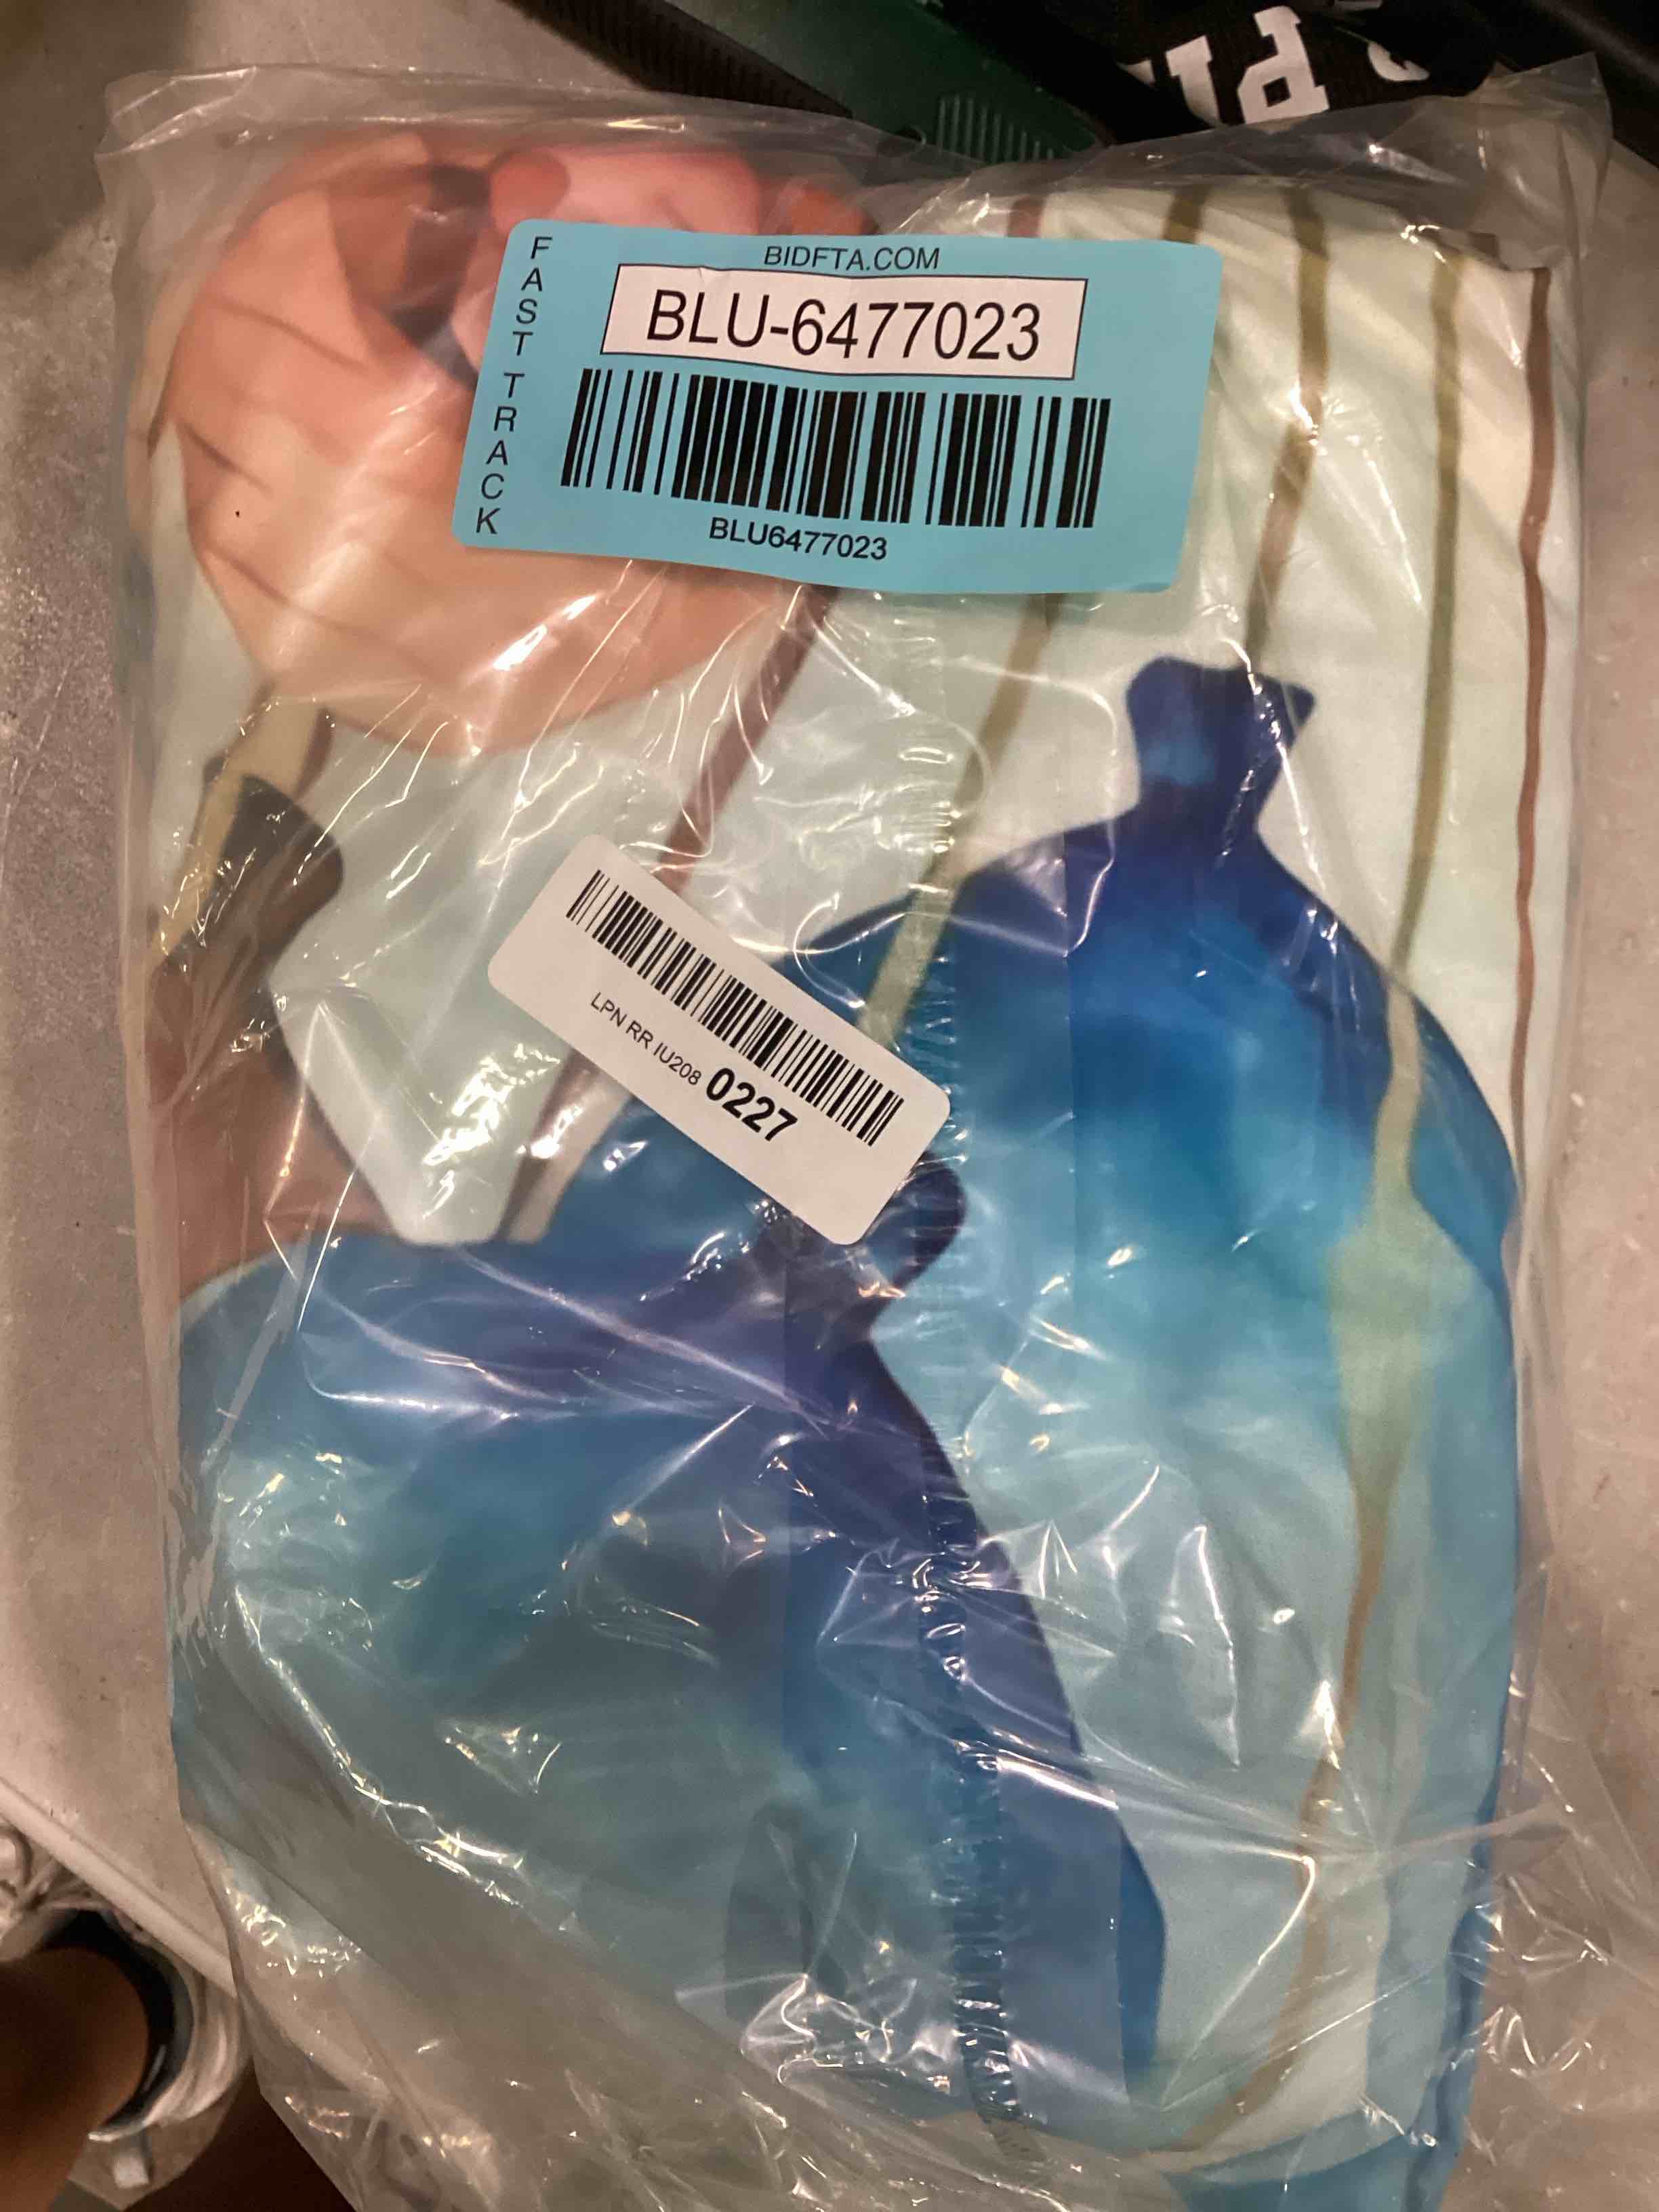 FAST TRACK
BIDFTA.COM
BLU-6477023
BLU6477023
LPN RR IU208 0227